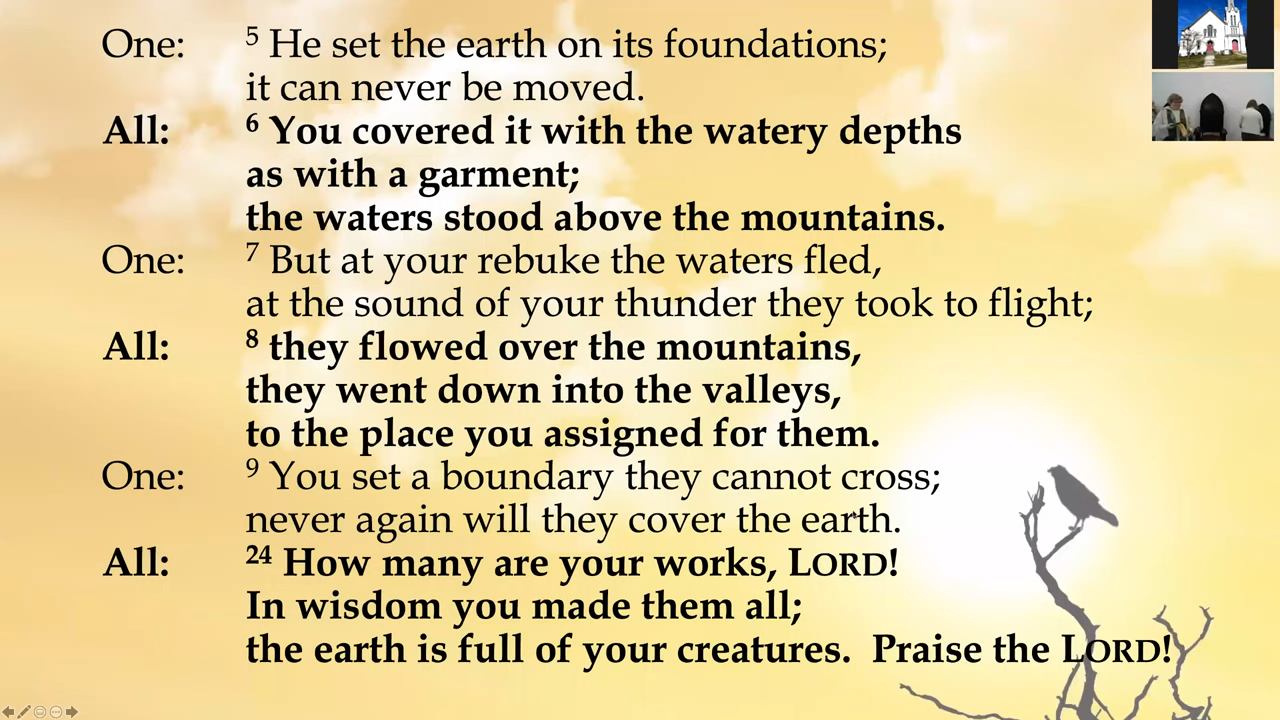 One: 5 He set the earth on its foundations;
it can never be moved.
All: 6 You covered it with the watery depths
as with a garment;
the waters stood above the mountains.
One: 7 But at your rebuke the waters fled,
at the sound of your thunder they took to flight;
All: 8 they flowed over the mountains,
they went down into the valleys,
to the place you assigned for them.
One: 9 You set a boundary they cannot cross;
never again will they cover the earth.
All: 24 How many are your works, LORD!
In wisdom you made them all;
the earth is full of your creatures. Praise the LORD!